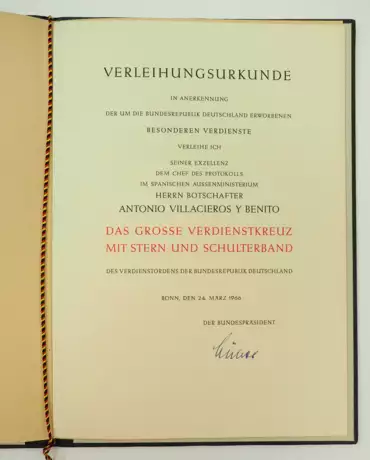 VERLEIHUNGSURKUNDE
IN ANERKENNUNG
DER UM DIE BUNDESREPUBLIK DEUTSCHLAND ERWORBENEN
BESONDEREN VERDIENSTE
VERLEIHE ICH
SEINER EXZELLENZ
DEM CHEF DES PROTOKOLLS
IM SPANISCHEN AUSSENMINISTERIUM
HERRN BOTSCHAFTER
ANTONIO VILLACIEROS Y BENITO
DAS GROSSE VERDIENSTKREUZ
MIT STERN UND SCHULTERBAND
DES VERDIENSTORDENS DER BUNDESREPUBLIK DEUTSCHLAND
BONN, DEN 24. MÄRZ 1966
DER BUNDESPRÄSIDENT